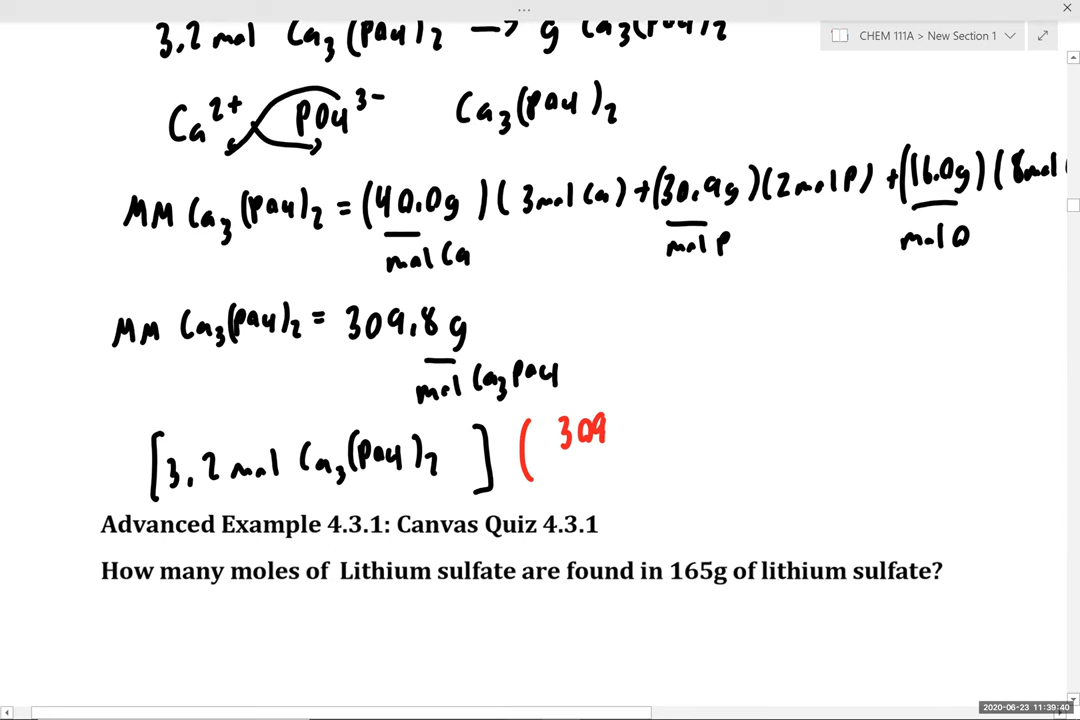 CHEM 111A > New Section 1
3.2 mol Ca₃(PO₄)₂ → g Ca₃(PO₄)₂
Ca²⁺ PO₄³⁻ Ca₃(PO₄)₂
MM Ca₃(PO₄)₂ = (40.0g / mol Ca)(3 mol Ca) + (30.9g / mol P)(2 mol P) + (16.0g / mol O)(8 mol
MM Ca₃(PO₄)₂ = 309.8 g / mol Ca₃PO₄
[3.2 mol Ca₃(PO₄)₂] ( 309
Advanced Example 4.3.1: Canvas Quiz 4.3.1
How many moles of Lithium sulfate are found in 165g of lithium sulfate?
2020-06-23 11:39:40